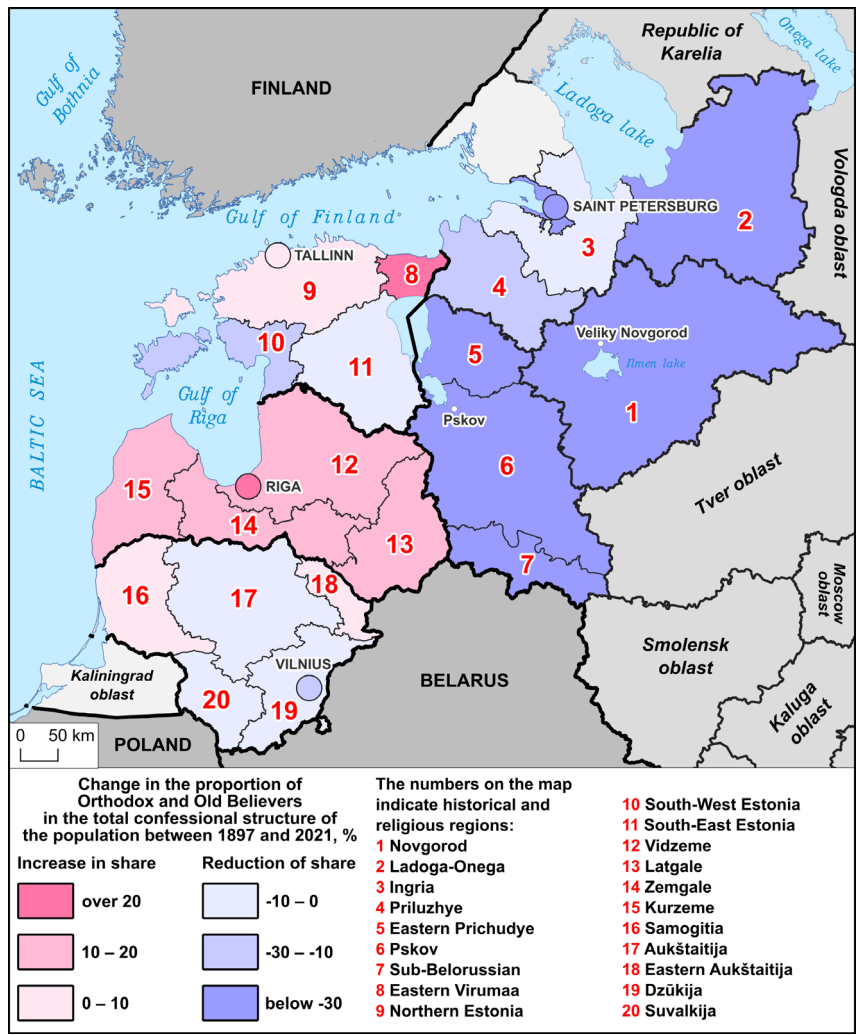 Onega lake
Republic of
Karelia
Gulf of
Bothnia
FINLAND
Ladoga lake
Vologda oblast
SAINT PETERSBURG
2
Gulf of Finland
3
TALLINN
8
9
4
10
Veliky Novgorod
5
11
Ilmen lake
BALTIC SEA
Gulf of
Riga
1
Pskov
12
6
RIGA
15
Tver oblast
14
13
7
Moscow
oblast
16
17
18
Smolensk
oblast
VILNIUS
Kaliningrad
oblast
BELARUS
Kaluga
oblast
20
19
0 50 km
POLAND
Change in the proportion of
Orthodox and Old Believers
in the total confessional structure of
the population between 1897 and 2021, %
Increase in share
Reduction of share
over 20
-10 – 0
10 – 20
-30 – -10
0 – 10
below -30
The numbers on the map
indicate historical and
religious regions:
1 Novgorod
2 Ladoga-Onega
3 Ingria
4 Priluzhye
5 Eastern Prichudye
6 Pskov
7 Sub-Belorussian
8 Eastern Virumaa
9 Northern Estonia
10 South-West Estonia
11 South-East Estonia
12 Vidzeme
13 Latgale
14 Zemgale
15 Kurzeme
16 Samogitia
17 Aukštaitija
18 Eastern Aukštaitija
19 Dzūkija
20 Suvalkija